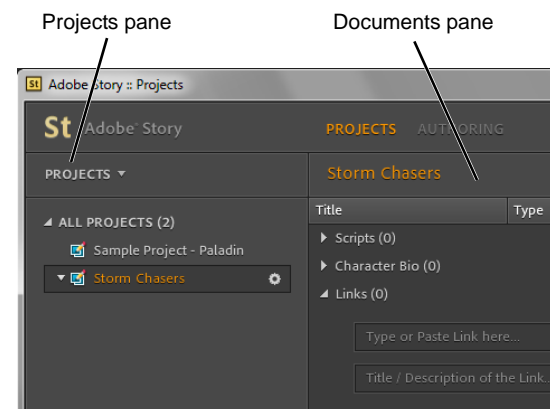 Projects pane
Documents pane
St Adobe Story :: Projects
St Adobe® Story
PROJECTS AUTHORING
PROJECTS
Storm Chasers
Title Type
ALL PROJECTS (2)
Scripts (0)
Sample Project - Paladin
Character Bio (0)
Storm Chasers
Links (0)
Type or Paste Link here...
Title / Description of the Link..